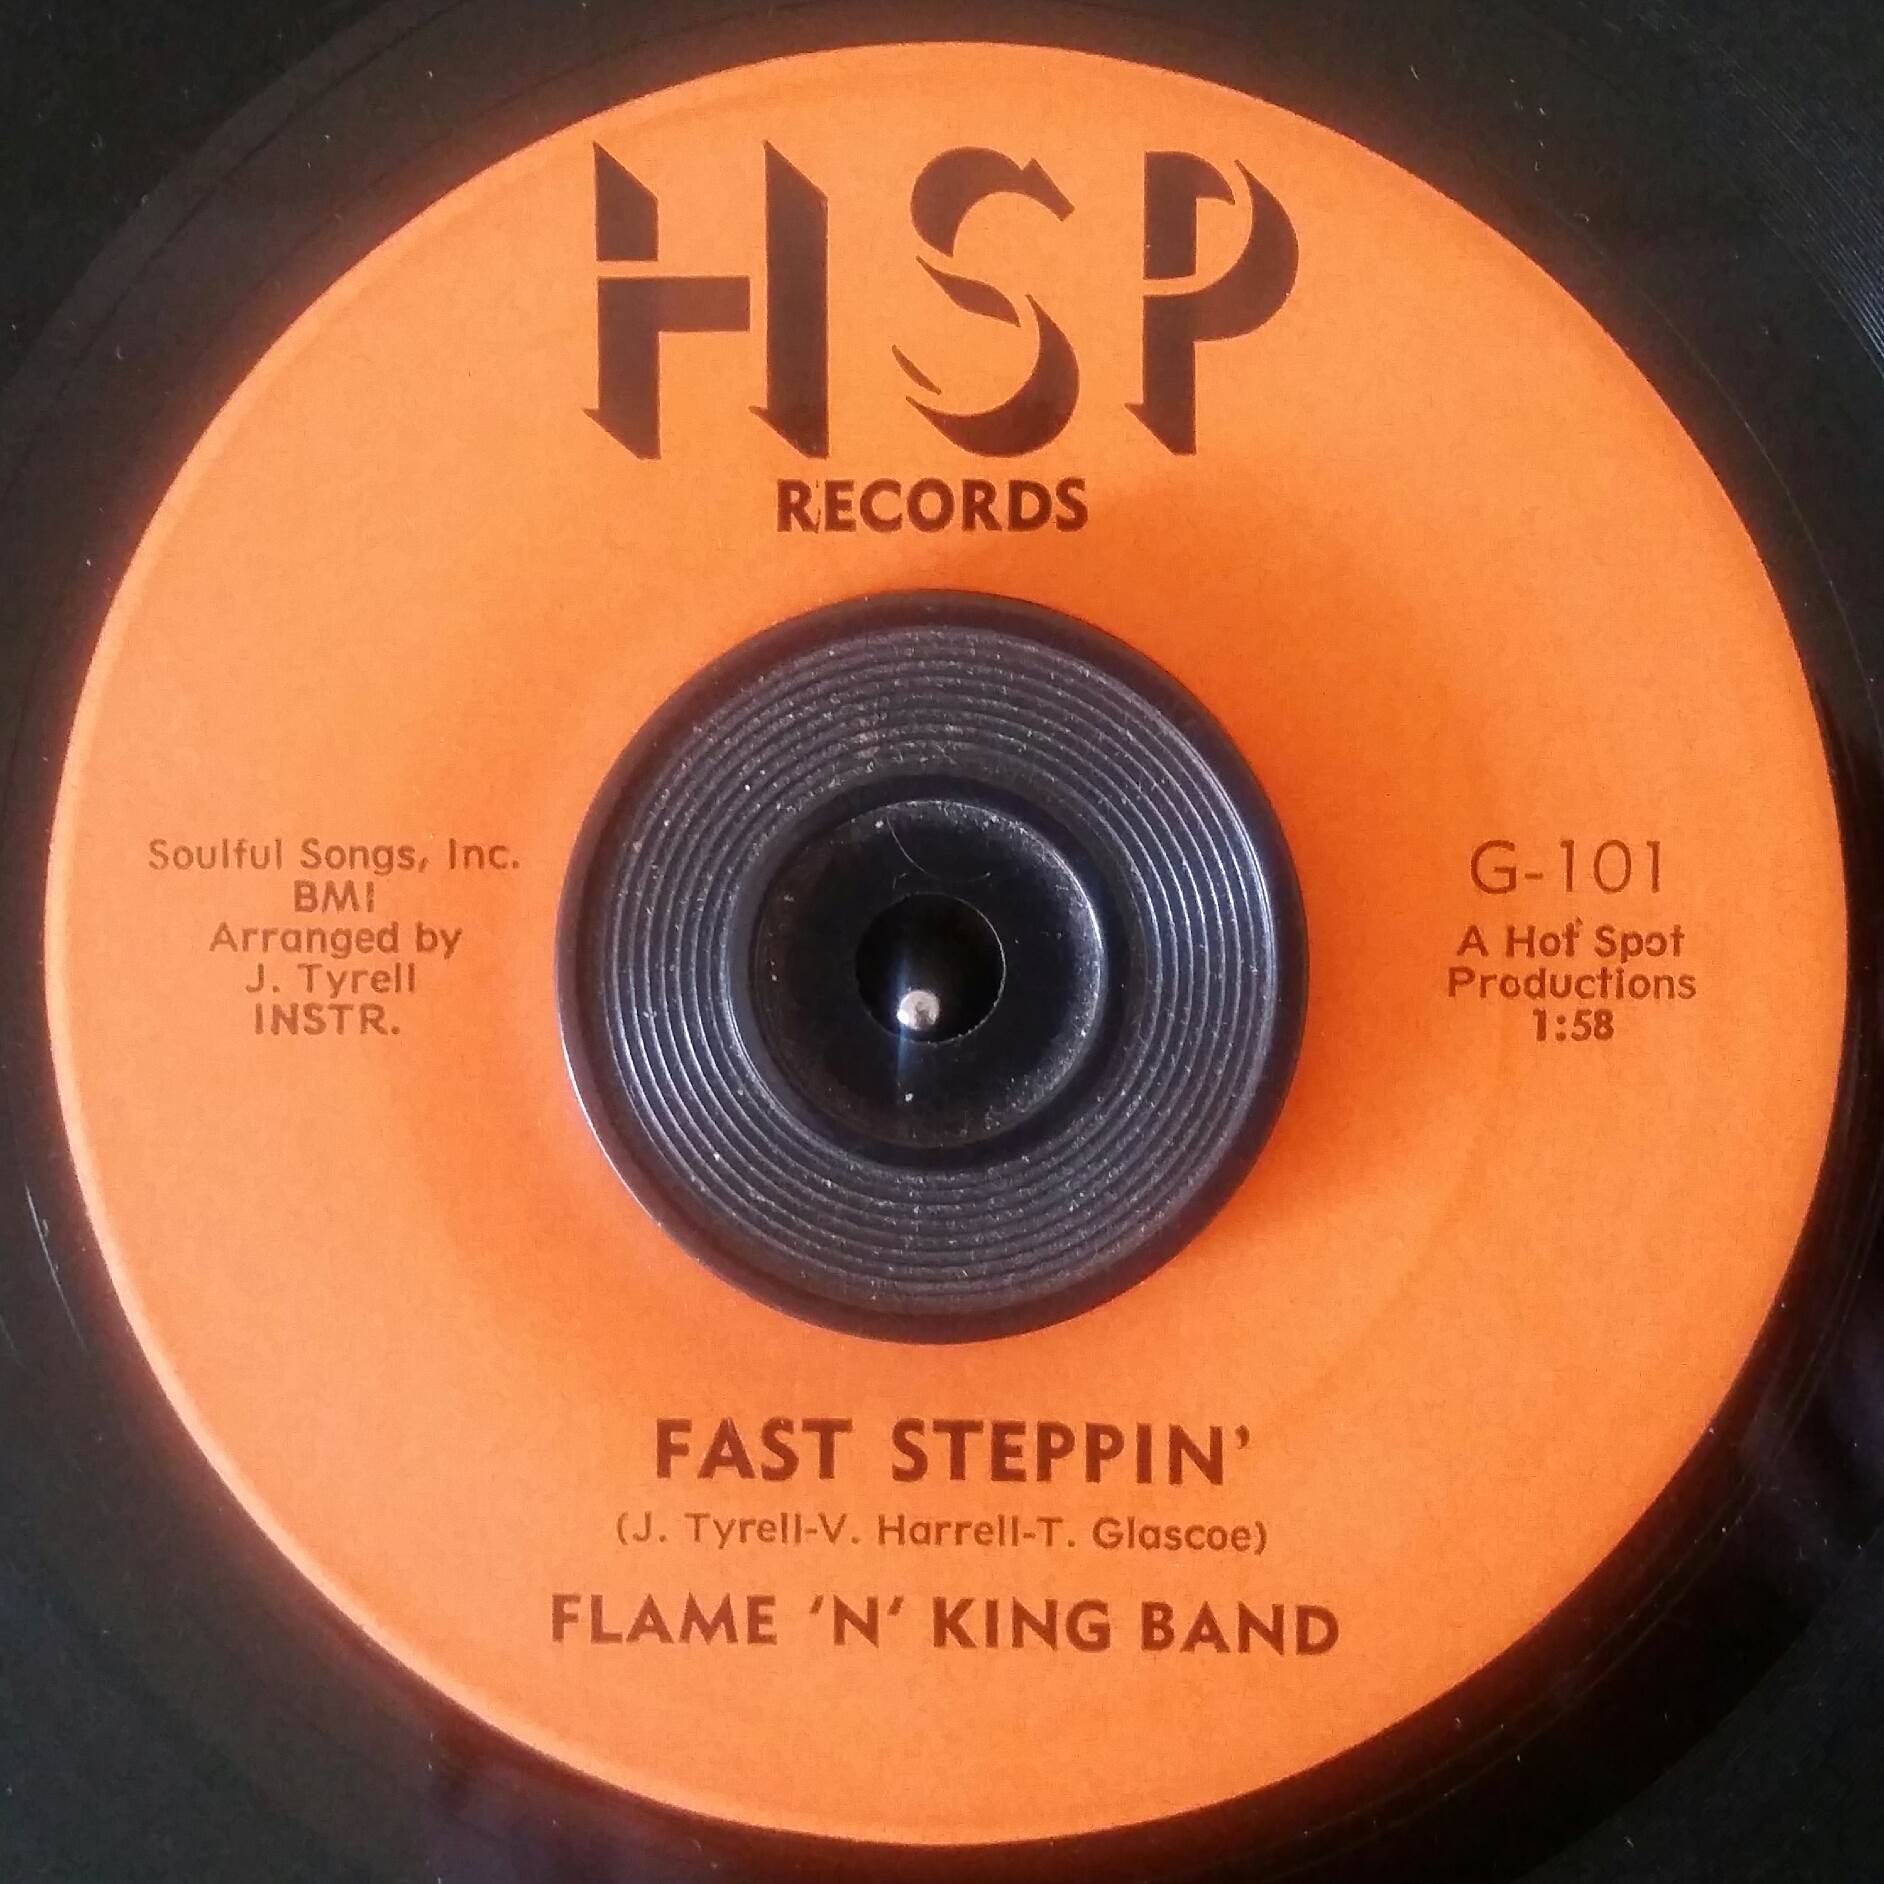 HSP
RECORDS
Soulful Songs, Inc.
BMI
Arranged by
J. Tyrell
INSTR.
G-101
A Hot Spot
Productions
1:58
FAST STEPPIN'
(J. Tyrell-V. Harrell-T. Glascoe)
FLAME 'N' KING BAND